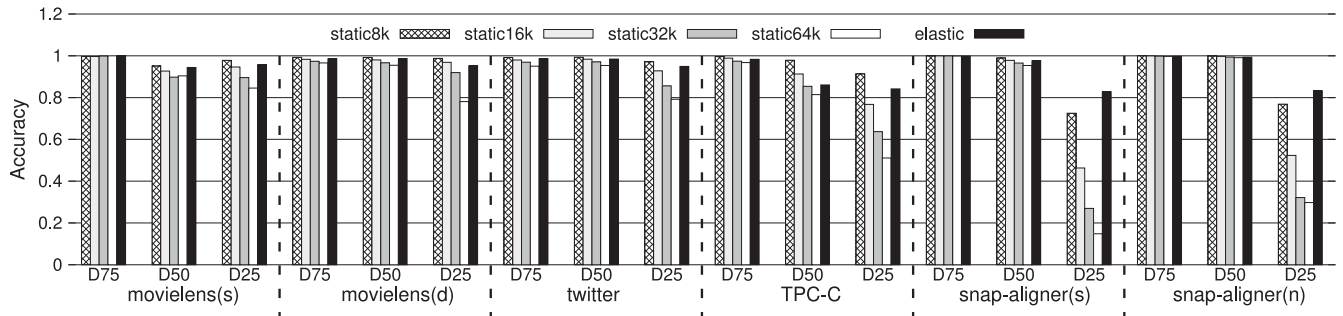 1.2
static8k static16k static32k static64k elastic
1
0.8
0.6
0.4
0.2
0
Accuracy
D75 D50 D25 D75 D50 D25 D75 D50 D25 D75 D50 D25 D75 D50 D25 D75 D50 D25
movielens(s) movielens(d) twitter TPC-C snap-aligner(s) snap-aligner(n)